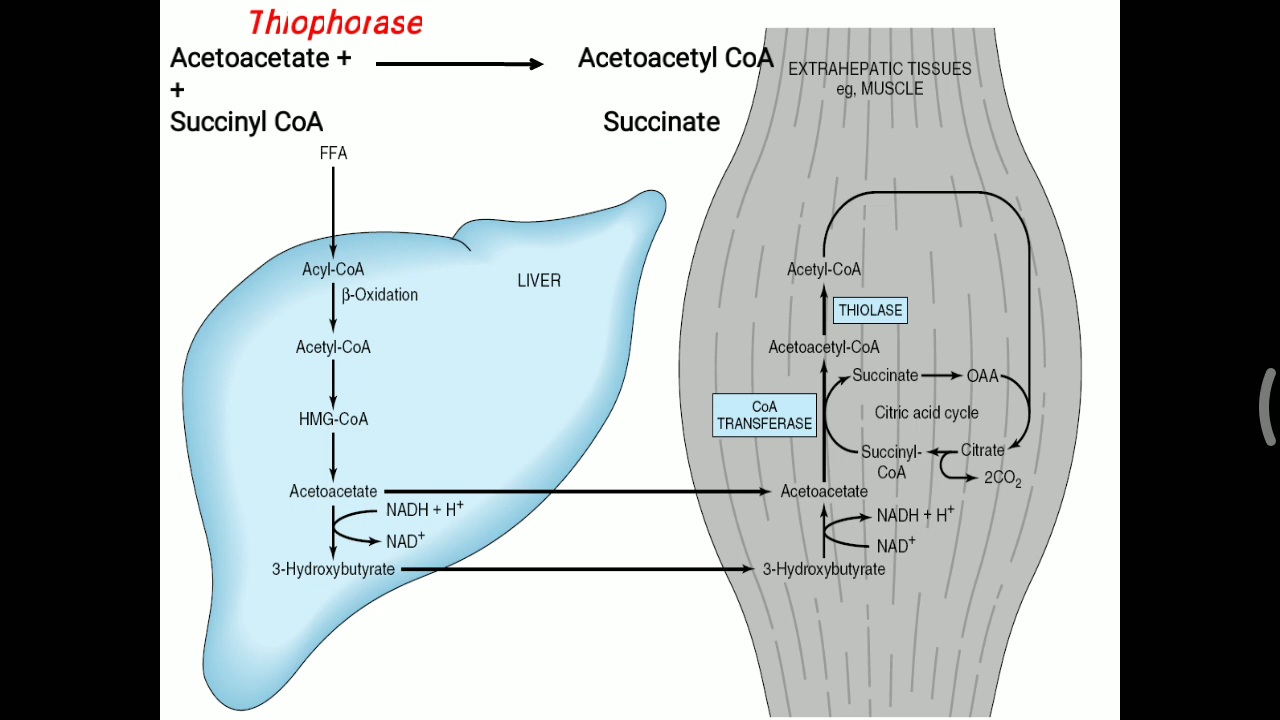 Thiophorase
Acetoacetate +
+
Succinyl CoA
Acetoacetyl CoA
Succinate
EXTRAHEPATIC TISSUES
eg, MUSCLE
FFA
Acyl-CoA
β-Oxidation
LIVER
Acetyl-CoA
HMG-CoA
Acetoacetate
NADH + H+
NAD+
3-Hydroxybutyrate
Acetyl-CoA
THIOLASE
Acetoacetyl-CoA
Succinate
OAA
CoA
TRANSFERASE
Citric acid cycle
Succinyl-
CoA
Citrate
2CO2
Acetoacetate
NADH + H+
NAD+
3-Hydroxybutyrate